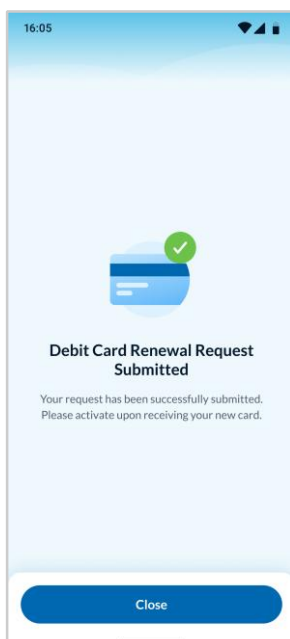 16:05
Debit Card Renewal Request
Submitted
Your request has been successfully submitted.
Please activate upon receiving your new card.
Close